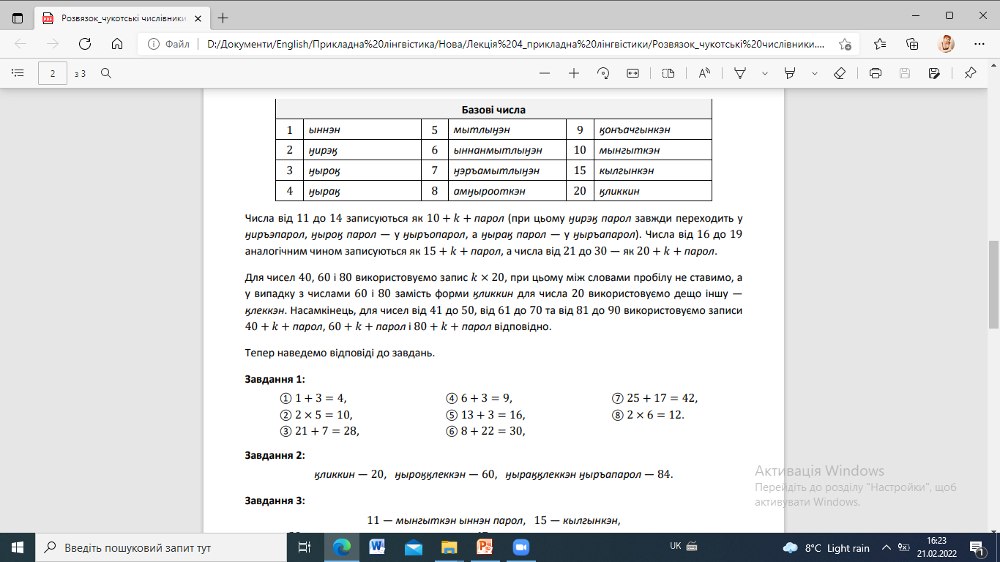 Розвязок_чукотські числівники
Файл
D:/Документи/English/Прикладна%20лінгвістика/Нова/Лекція%204_прикладна%20лінгвістики/Розвязок_чукотські%20числівники....
2 з 3
Базові числа
1 ыннэн 5 мытлыӈэн 9 ӄонъачгынкэн
2 ӈирэӄ 6 ыннанмытлыӈэн 10 мынгыткэн
3 ӈыроӄ 7 ӈэръамытлыӈэн 15 кылгынкэн
4 ӈыраӄ 8 амӈырооткэн 20 ӄликкин
Числа від 11 до 14 записуються як 10 + k + парол (при цьому ӈирэӄ парол завжди переходить у
ӈиръэпарол, ӈыроӄ парол — у ӈыръопарол, а ӈыраӄ парол — у ӈыръапарол). Числа від 16 до 19
аналогічним чином записуються як 15 + k + парол, а числа від 21 до 30 — як 20 + k + парол.
Для чисел 40, 60 і 80 використовуємо запис k × 20, при цьому між словами пробілу не ставимо, а
у випадку з числами 60 і 80 замість форми ӄликкин для числа 20 використовуємо дещо іншу —
ӄлеккэн. Насамкінець, для чисел від 41 до 50, від 61 до 70 та від 81 до 90 використовуємо записи
40 + k + парол, 60 + k + парол і 80 + k + парол відповідно.
Тепер наведемо відповіді до завдань.
Завдання 1:
① 1 + 3 = 4, ④ 6 + 3 = 9, ⑦ 25 + 17 = 42,
② 2 × 5 = 10, ⑤ 13 + 3 = 16, ⑧ 2 × 6 = 12.
③ 21 + 7 = 28, ⑥ 8 + 22 = 30,
Завдання 2:
ӄликкин — 20, ӈыроӄӄлеккэн — 60, ӈыраӄӄлеккэн ӈыръапарол — 84.
Завдання 3:
11 — мынгыткэн ыннэн парол, 15 — кылгынкэн,
Активація Windows
Перейдіть до розділу "Настройки", щоб
активувати Windows.
Введіть пошуковий запит тут
UK
8°C Light rain
16:23
21.02.2022
1